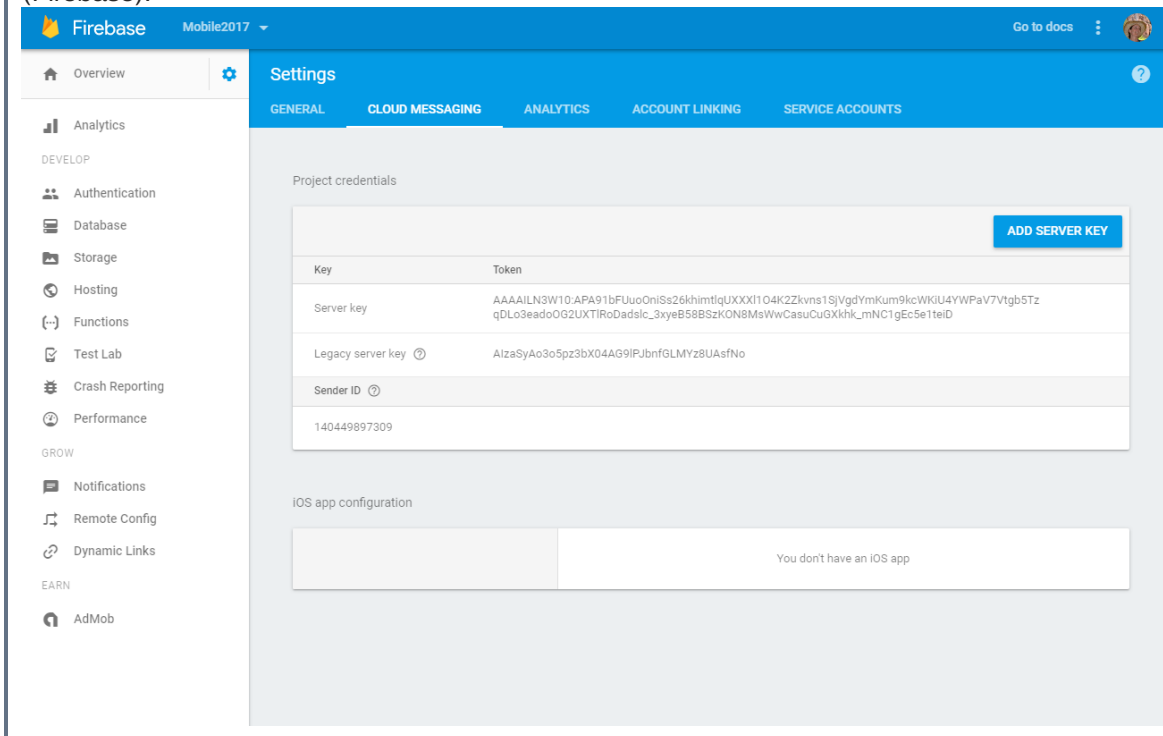 (Firebase).
Firebase
Mobile2017
Go to docs
Overview
Settings
GENERAL CLOUD MESSAGING ANALYTICS ACCOUNT LINKING SERVICE ACCOUNTS
Analytics
DEVELOP
Authentication
Database
Storage
Hosting
Functions
Test Lab
Crash Reporting
Performance
GROW
Notifications
Remote Config
Dynamic Links
EARN
AdMob
Project credentials
ADD SERVER KEY
Key Token
Server key
AAAAILN3W10:APA91bFUuoOniSs26khimtlqUXXXl1O4K2Zkvns1SjVgdYmKum9kcWKiU4YWPaV7Vtgb5Tz
qDLo3eadoOG2UXTlRoDadslc_3xyeB58BSzKON8MsWwCasuCuGXkhk_mNC1gEc5e1teiD
Legacy server key AIzaSyAo3o5pz3bX04AG9lPJbnfGLMYz8UAsfNo
Sender ID
140449897309
iOS app configuration
You don't have an iOS app